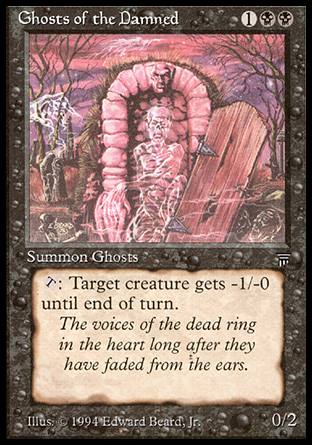 Ghosts of the Damned 1
Summon Ghosts
: Target creature gets -1/-0
until end of turn.
The voices of the dead ring
in the heart long after they
have faded from the ears.
Illus. © 1994 Edward Beard, Jr. 0/2